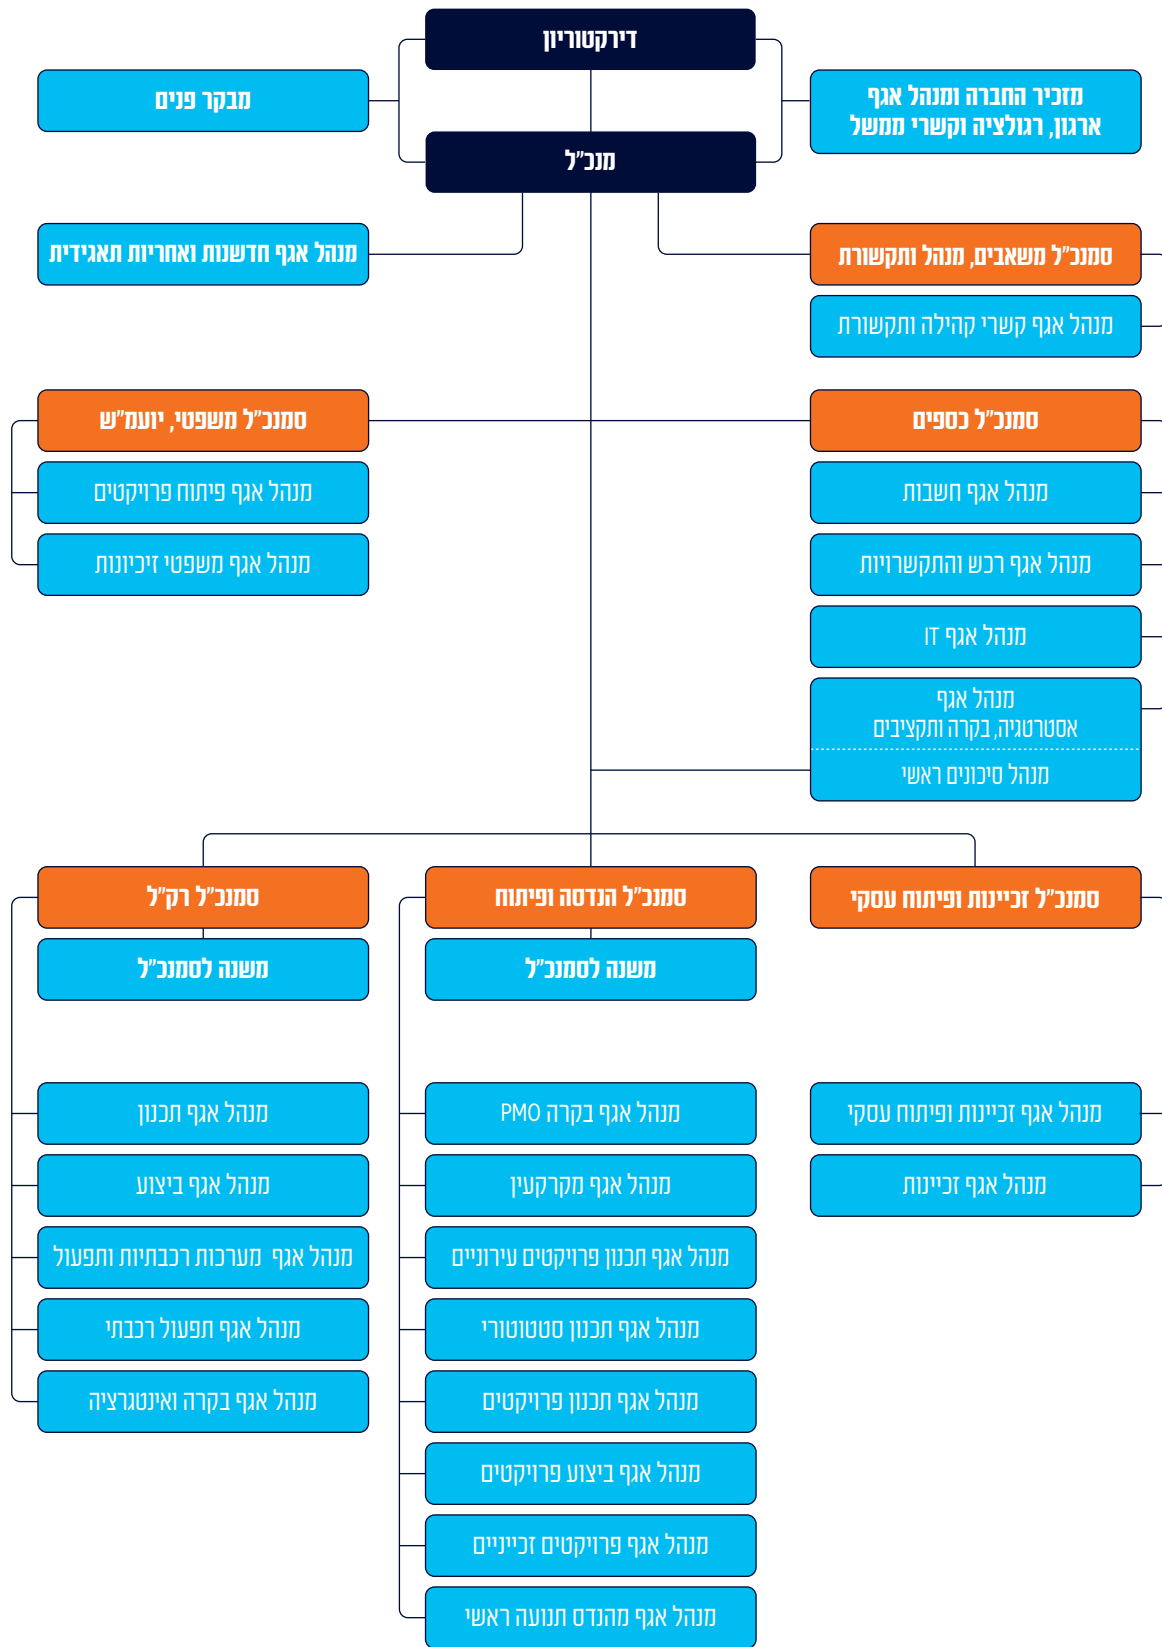 דירקטוריון
מזכיר החברה ומנהל אגף
ארגון, רגולציה וקשרי ממשל
מבקר פנים
מנכ"ל
סמנכ"ל משאבים, מנהל ותקשורת
מנהל אגף קשרי קהילה ותקשורת
מנהל אגף חדשנות ואחריות תאגידית
סמנכ"ל כספים
מנהל אגף חשבות
מנהל אגף רכש והתקשרויות
מנהל אגף IT
מנהל אגף
אסטרטגיה, בקרה ותקציבים
מנהל סיכונים ראשי
סמנכ"ל משפטי, יועמ"ש
מנהל אגף פיתוח פרויקטים
מנהל אגף משפטי זיכיונות
סמנכ"ל זכיינות ופיתוח עסקי
מנהל אגף זכיינות ופיתוח עסקי
מנהל אגף זכיינות
סמנכ"ל הנדסה ופיתוח
משנה לסמנכ"ל
מנהל אגף בקרה PMO
מנהל אגף מקרקעין
מנהל אגף תכנון פרויקטים עירוניים
מנהל אגף תכנון סטטוטורי
מנהל אגף תכנון פרויקטים
מנהל אגף ביצוע פרויקטים
מנהל אגף פרויקטים זכייניים
מנהל אגף מהנדס תנועה ראשי
סמנכ"ל רק"ל
משנה לסמנכ"ל
מנהל אגף תכנון
מנהל אגף ביצוע
מנהל אגף מערכות רכבתיות ותפעול
מנהל אגף תפעול רכבתי
מנהל אגף בקרה ואינטגרציה